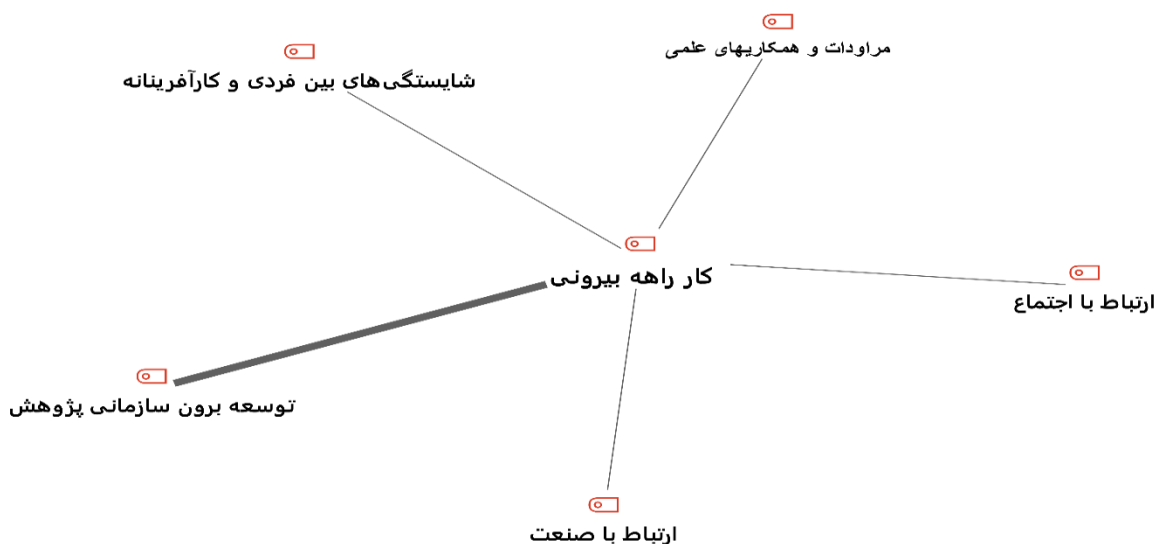 مراودات و همکاریهای علمی
شایستگی‌های بین فردی و کارآفرینانه
کار راهه بیرونی
ارتباط با اجتماع
توسعه برون سازمانی پژوهش
ارتباط با صنعت